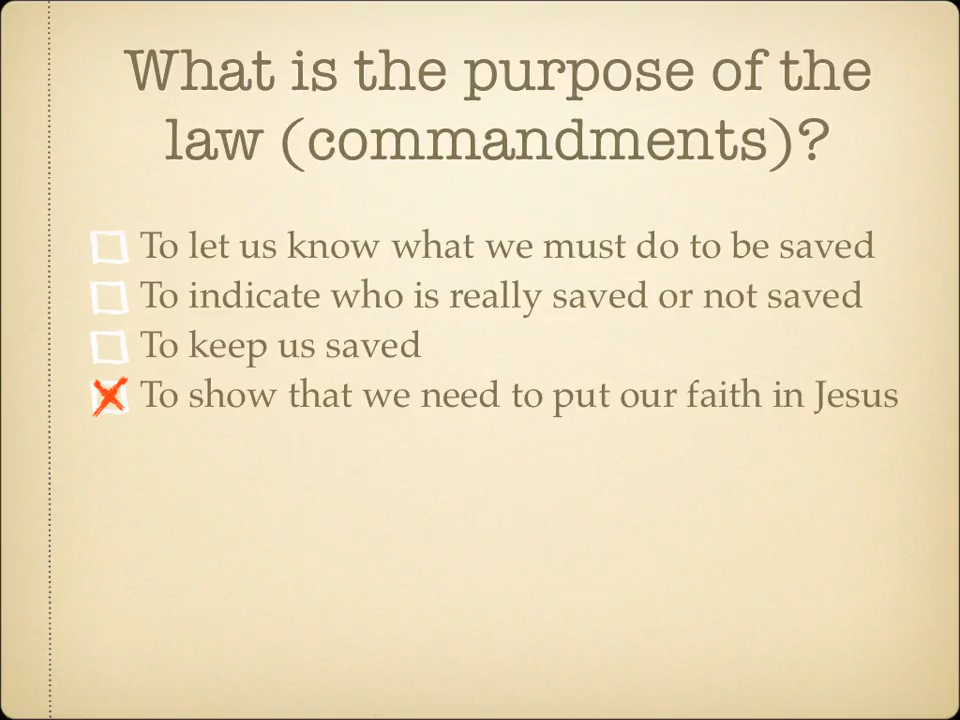 What is the purpose of the
law (commandments)?
To let us know what we must do to be saved
To indicate who is really saved or not saved
To keep us saved
To show that we need to put our faith in Jesus